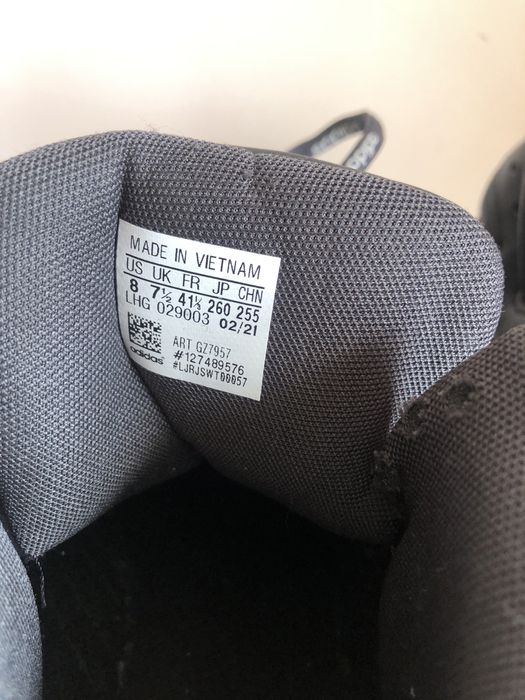 MADE IN VIETNAM
US UK FR JP CHN
8 7½ 41½ 260 255
LHG 029003 02/21
ART GZ7957
adidas #127489576
#LJRJSWT00057